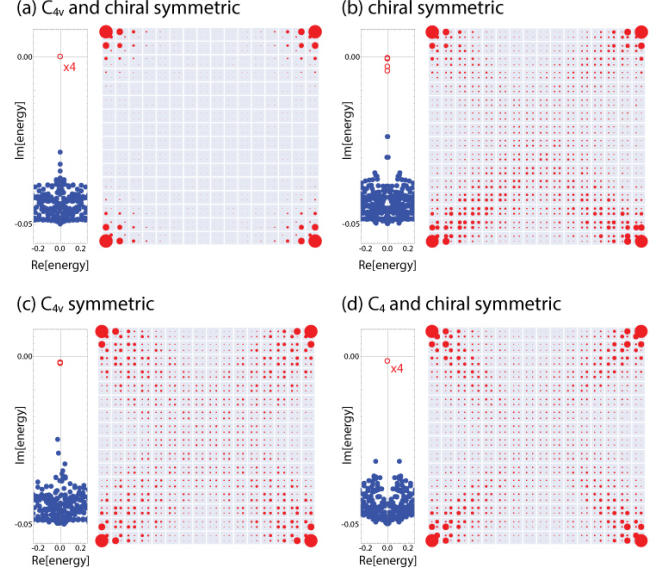 (a) C4v and chiral symmetric
0.00
x4
Im[energy]
-0.05
-0.2 0.0 0.2
Re[energy]
(b) chiral symmetric
0.00
Im[energy]
-0.05
-0.2 0.0 0.2
Re[energy]
(c) C4v symmetric
0.00
Im[energy]
-0.05
-0.2 0.0 0.2
Re[energy]
(d) C4 and chiral symmetric
0.00
x4
Im[energy]
-0.05
-0.2 0.0 0.2
Re[energy]